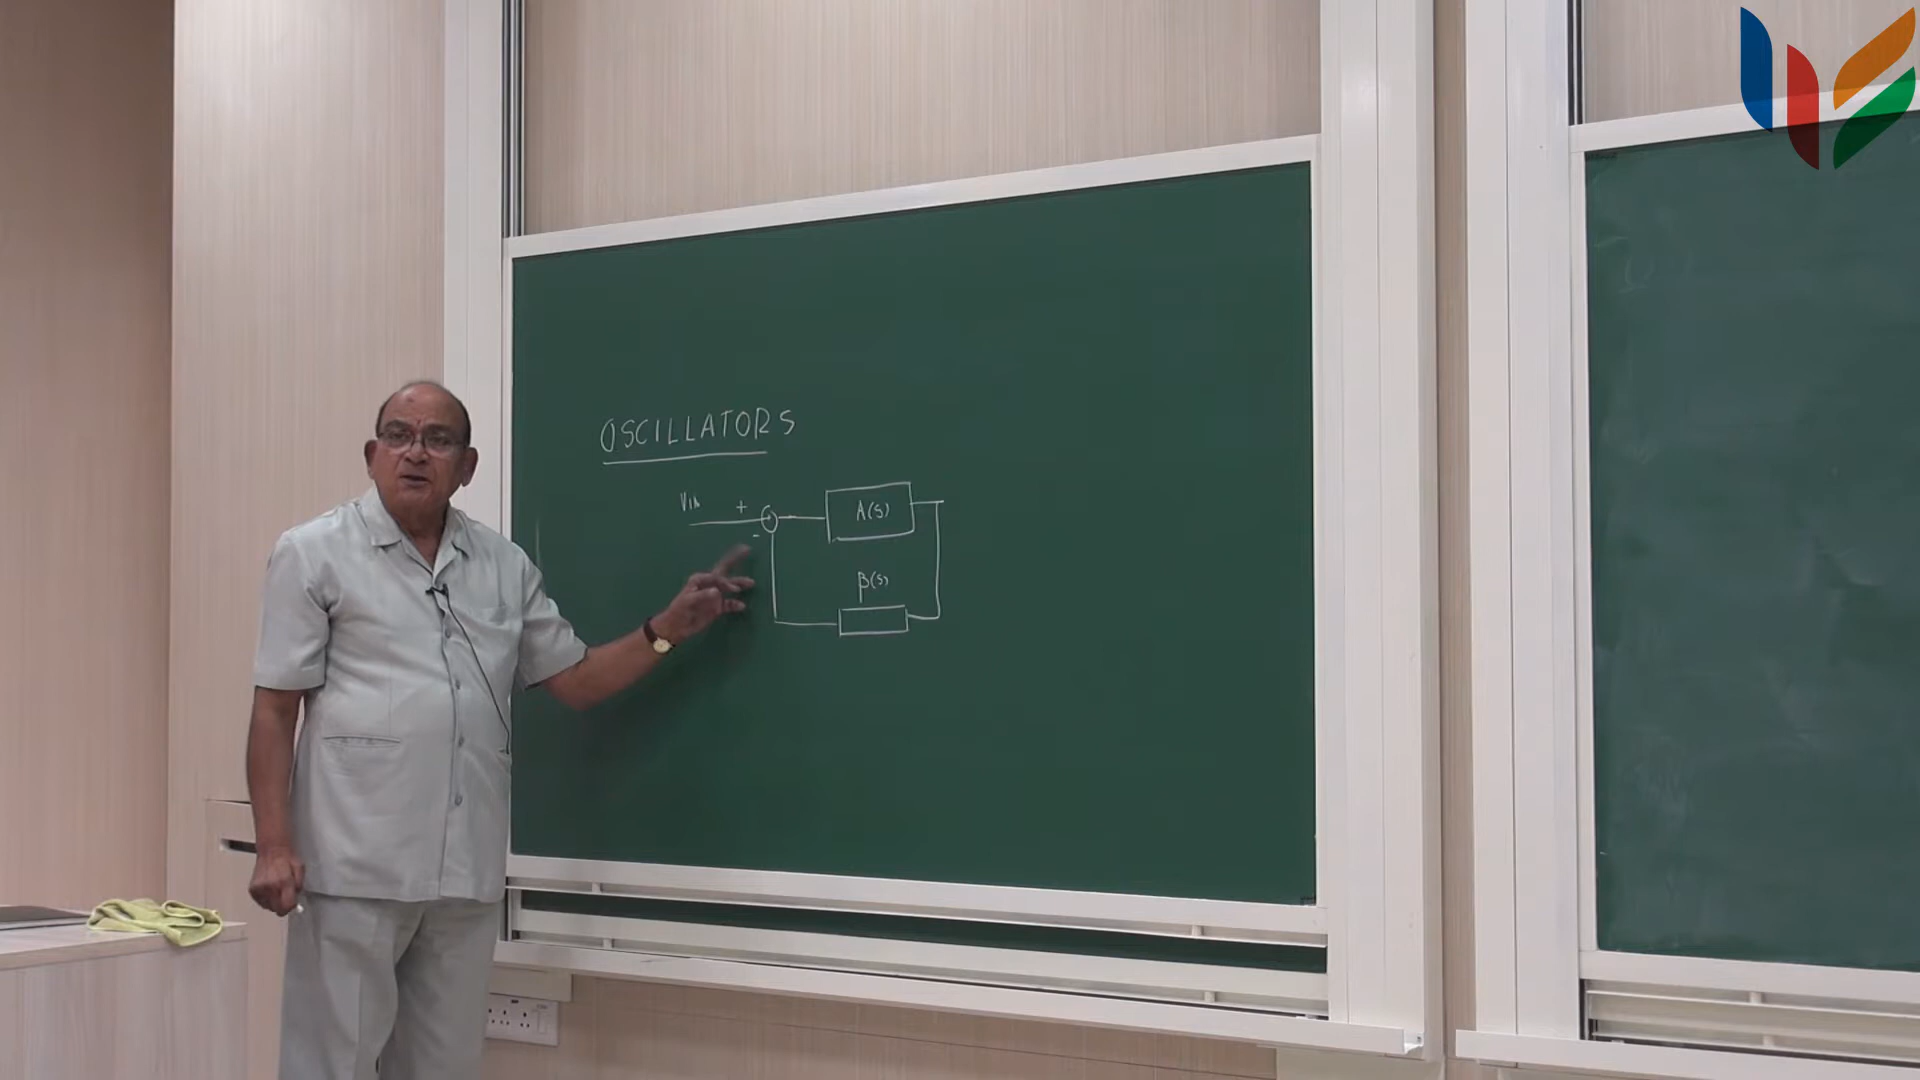 OSCILLATORS
Vin +
-
A(s)
β(s)